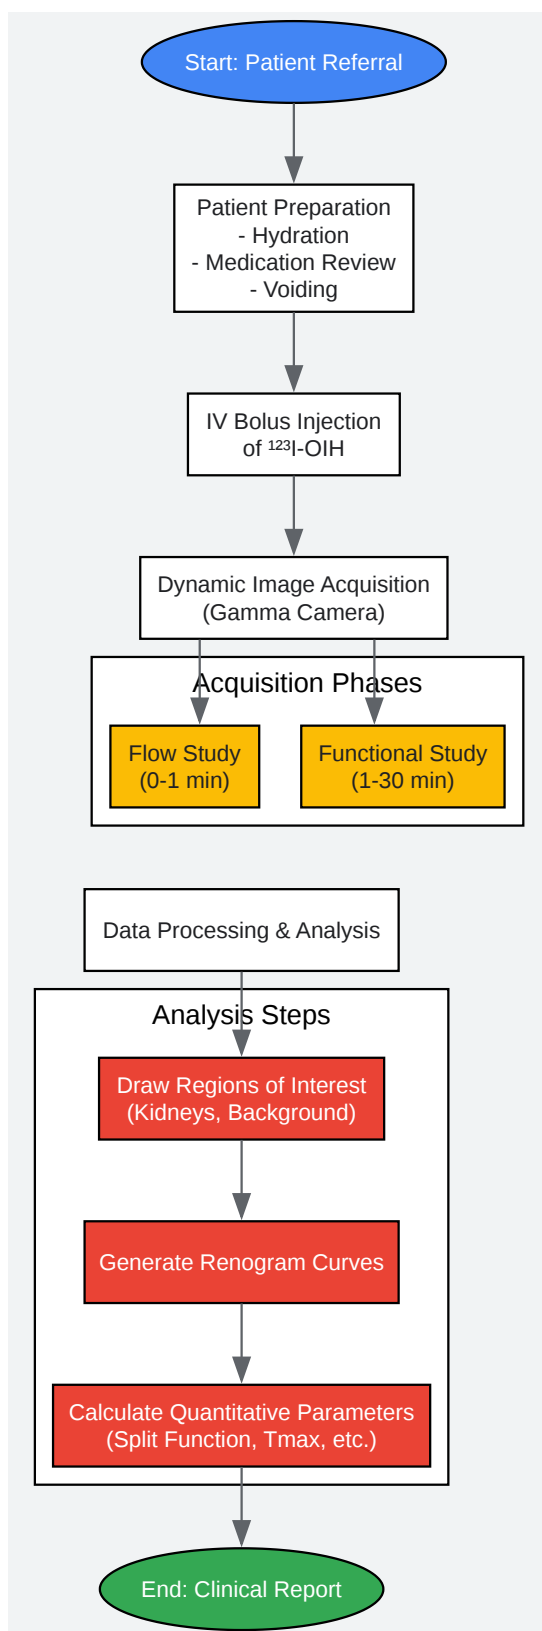 Start: Patient Referral
Patient Preparation
- Hydration
- Medication Review
- Voiding
IV Bolus Injection
of ¹²³I-OIH
Dynamic Image Acquisition
(Gamma Camera)
Acquisition Phases
Flow Study
(0-1 min)
Functional Study
(1-30 min)
Data Processing & Analysis
Analysis Steps
Draw Regions of Interest
(Kidneys, Background)
Generate Renogram Curves
Calculate Quantitative Parameters
(Split Function, Tmax, etc.)
End: Clinical Report